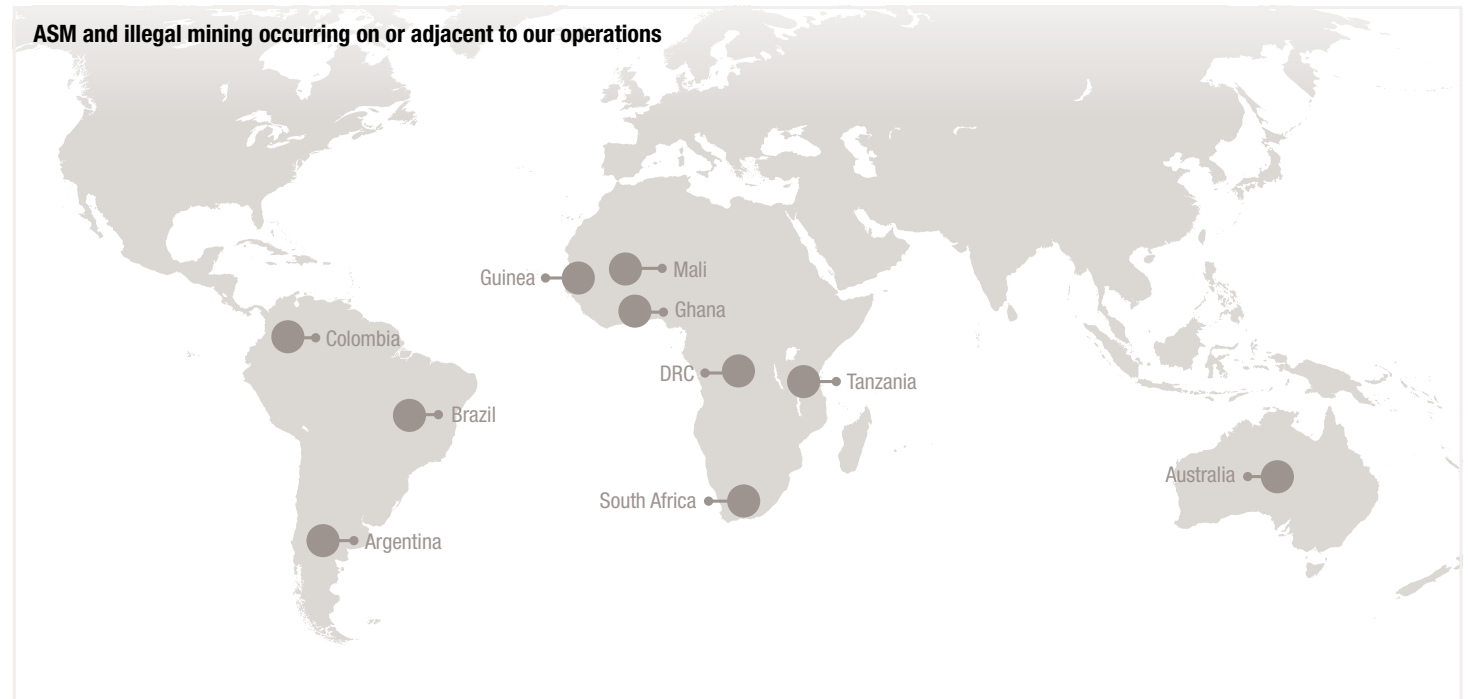 ASM and illegal mining occurring on or adjacent to our operations
Mali
Guinea
Ghana
Colombia
DRC
Tanzania
Brazil
Australia
South Africa
Argentina